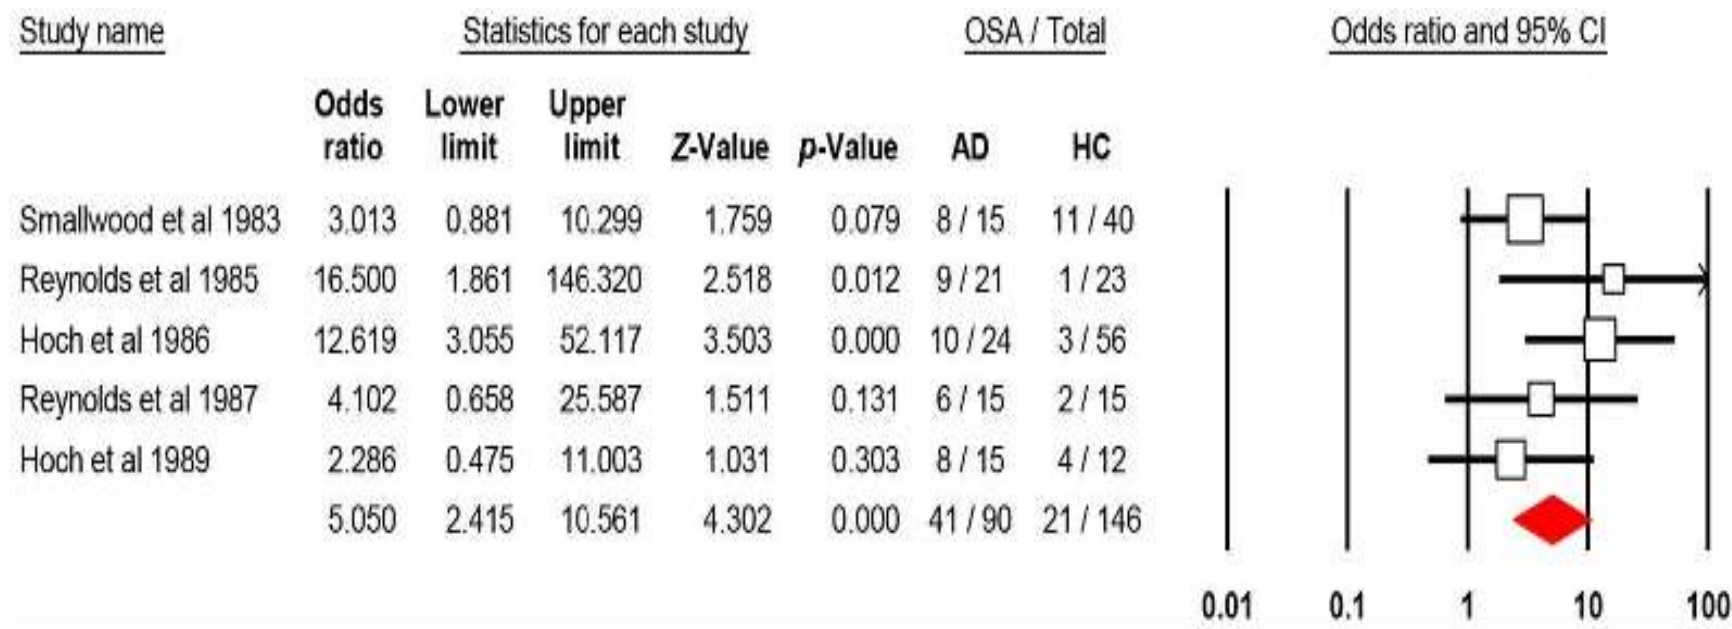 Study name Statistics for each study OSA / Total Odds ratio and 95% CI
Odds Lower Upper
ratio limit limit Z-Value p-Value AD HC
Smallwood et al 1983 3.013 0.881 10.299 1.759 0.079 8 / 15 11 / 40
Reynolds et al 1985 16.500 1.861 146.320 2.518 0.012 9 / 21 1 / 23
Hoch et al 1986 12.619 3.055 52.117 3.503 0.000 10 / 24 3 / 56
Reynolds et al 1987 4.102 0.658 25.587 1.511 0.131 6 / 15 2 / 15
Hoch et al 1989 2.286 0.475 11.003 1.031 0.303 8 / 15 4 / 12
5.050 2.415 10.561 4.302 0.000 41 / 90 21 / 146
0.01 0.1 1 10 100